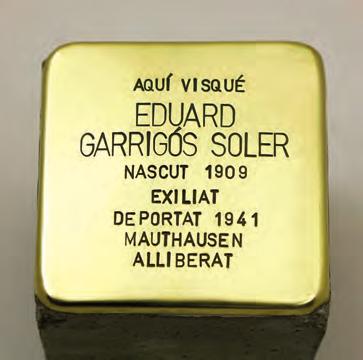 AQUÍ VISQUÉ
EDUARD
GARRIGÓS SOLER
NASCUT 1909
EXILIAT
DEPORTAT 1941
MAUTHAUSEN
ALLIBERAT